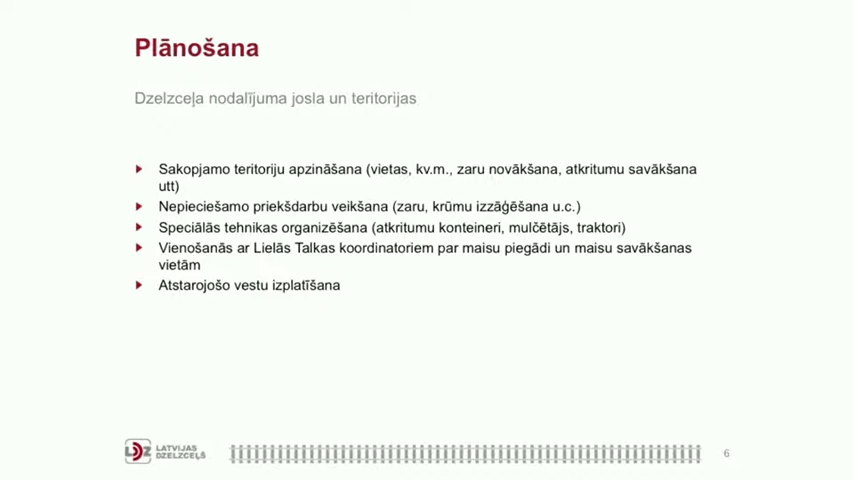 Plānošana
Dzelzceļa nodalījuma josla un teritorijas
Sakopjamo teritoriju apzināšana (vietas, kv.m., zaru novākšana, atkritumu savākšana
utt)
Nepieciešamo priekšdarbu veikšana (zaru, krūmu izzāģēšana u.c.)
Speciālās tehnikas organizēšana (atkritumu konteineri, mulčētājs, traktori)
Vienošanās ar Lielās Talkas koordinatoriem par maisu piegādi un maisu savākšanas
vietām
Atstarojošo vestu izplatīšana
LDZ
LATVIJAS
DZELZCEĻŠ
6